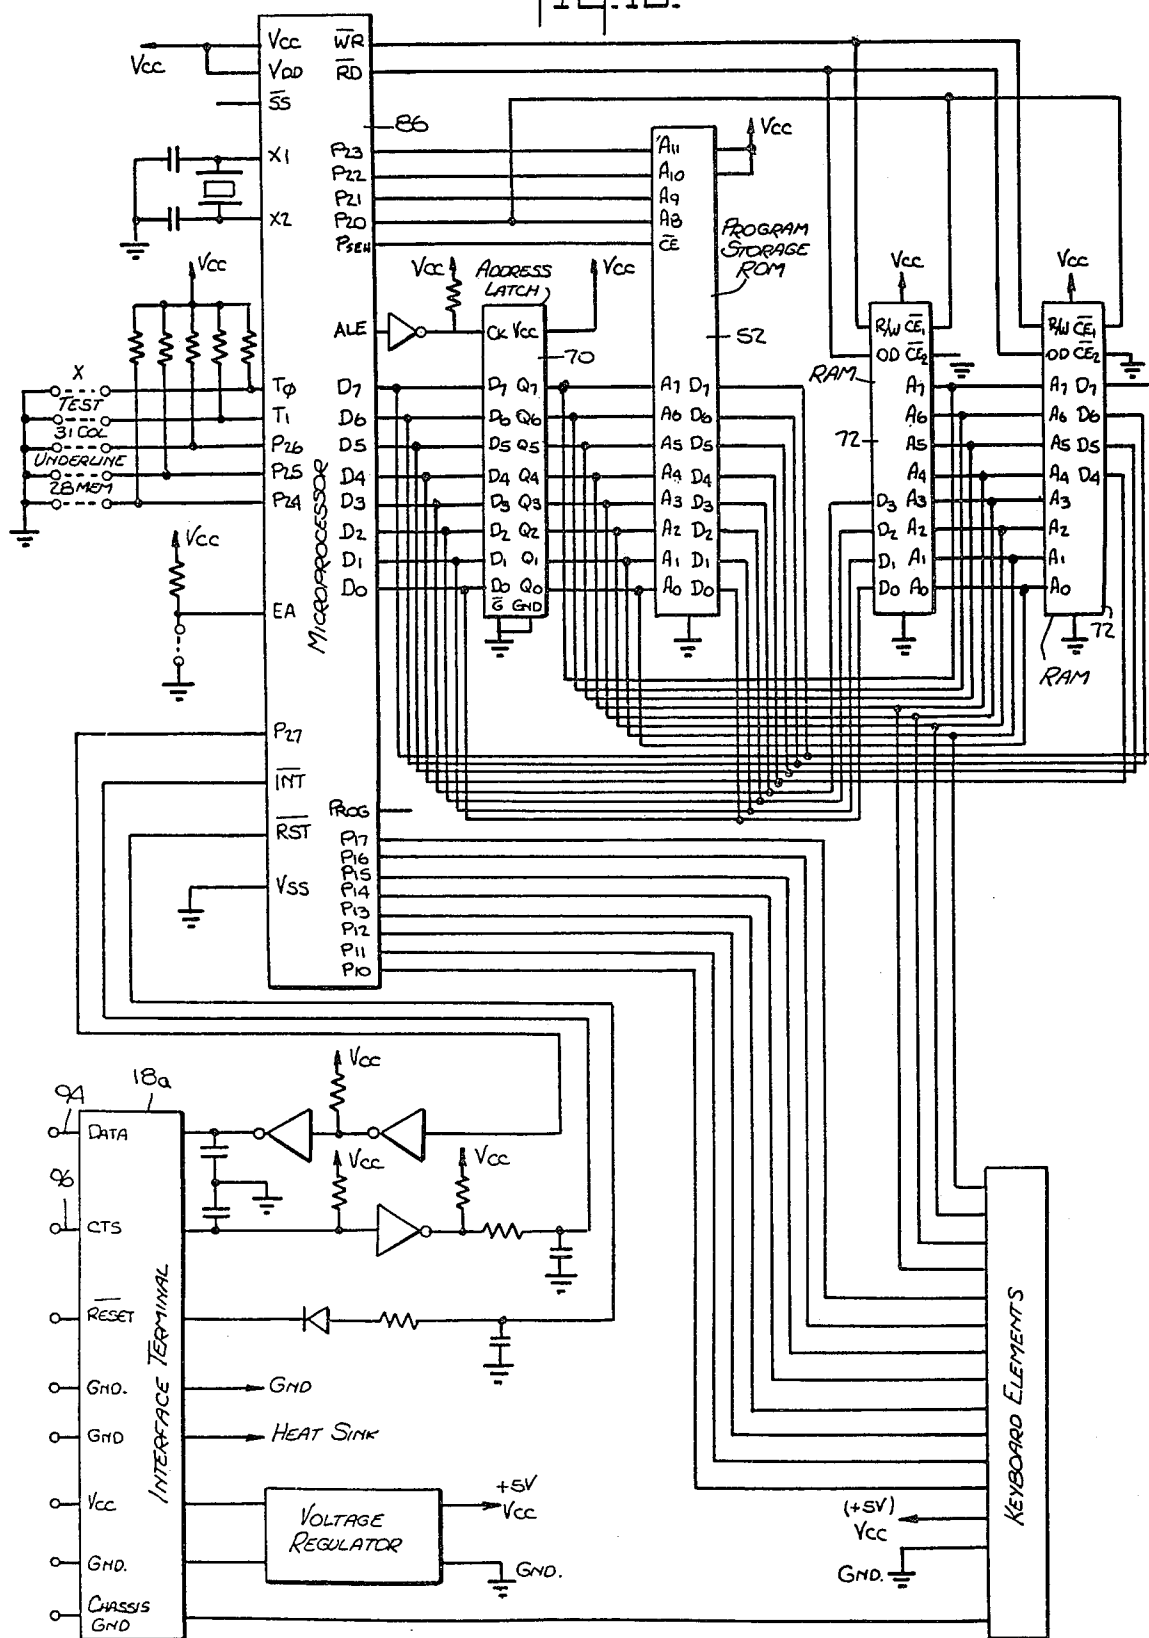 Vcc
Vcc
VDD
SS
X1
X2
Vcc
X
TEST
31 COL
UNDERLINE
28 MEM
Tφ
T1
P26
P25
P24
Vcc
EA
P27
INT
RST
VSS
MICROPROCESSOR
WR
RD
86
P23
P22
P21
P20
PSEN
ALE
D7
D6
D5
D4
D3
D2
D1
D0
PROG
P17
P16
P15
P14
P13
P12
P11
P10
Vcc
ADDRESS
LATCH
Vcc
CK VCC
70
D7 Q7
D6 Q6
D5 Q5
D4 Q4
D3 Q3
D2 Q2
D1 Q1
D0 Q0
G GND
A11
A10
A9
A8
CE
Vcc
PROGRAM
STORAGE
ROM
52
A7 D7
A6 D6
A5 D5
A4 D4
A3 D3
A2 D2
A1 D1
A0 D0
Vcc
R/W CE1
OD CE2
RAM
72
A7
A6
A5
A4
D3 A3
D2 A2
D1 A1
D0 A0
Vcc
R/W CE1
OD CE2
A7 D7
A6 D6
A5 D5
A4 D4
A3
A2
A1
A0
72
RAM
94
18a
DATA
96
CTS
RESET
GND.
GND
VCC
GND.
CHASSIS
GND
INTERFACE TERMINAL
Vcc
Vcc
Vcc
GND
HEAT SINK
VOLTAGE
REGULATOR
+5V
Vcc
GND.
KEYBOARD ELEMENTS
(+5V)
Vcc
GND.